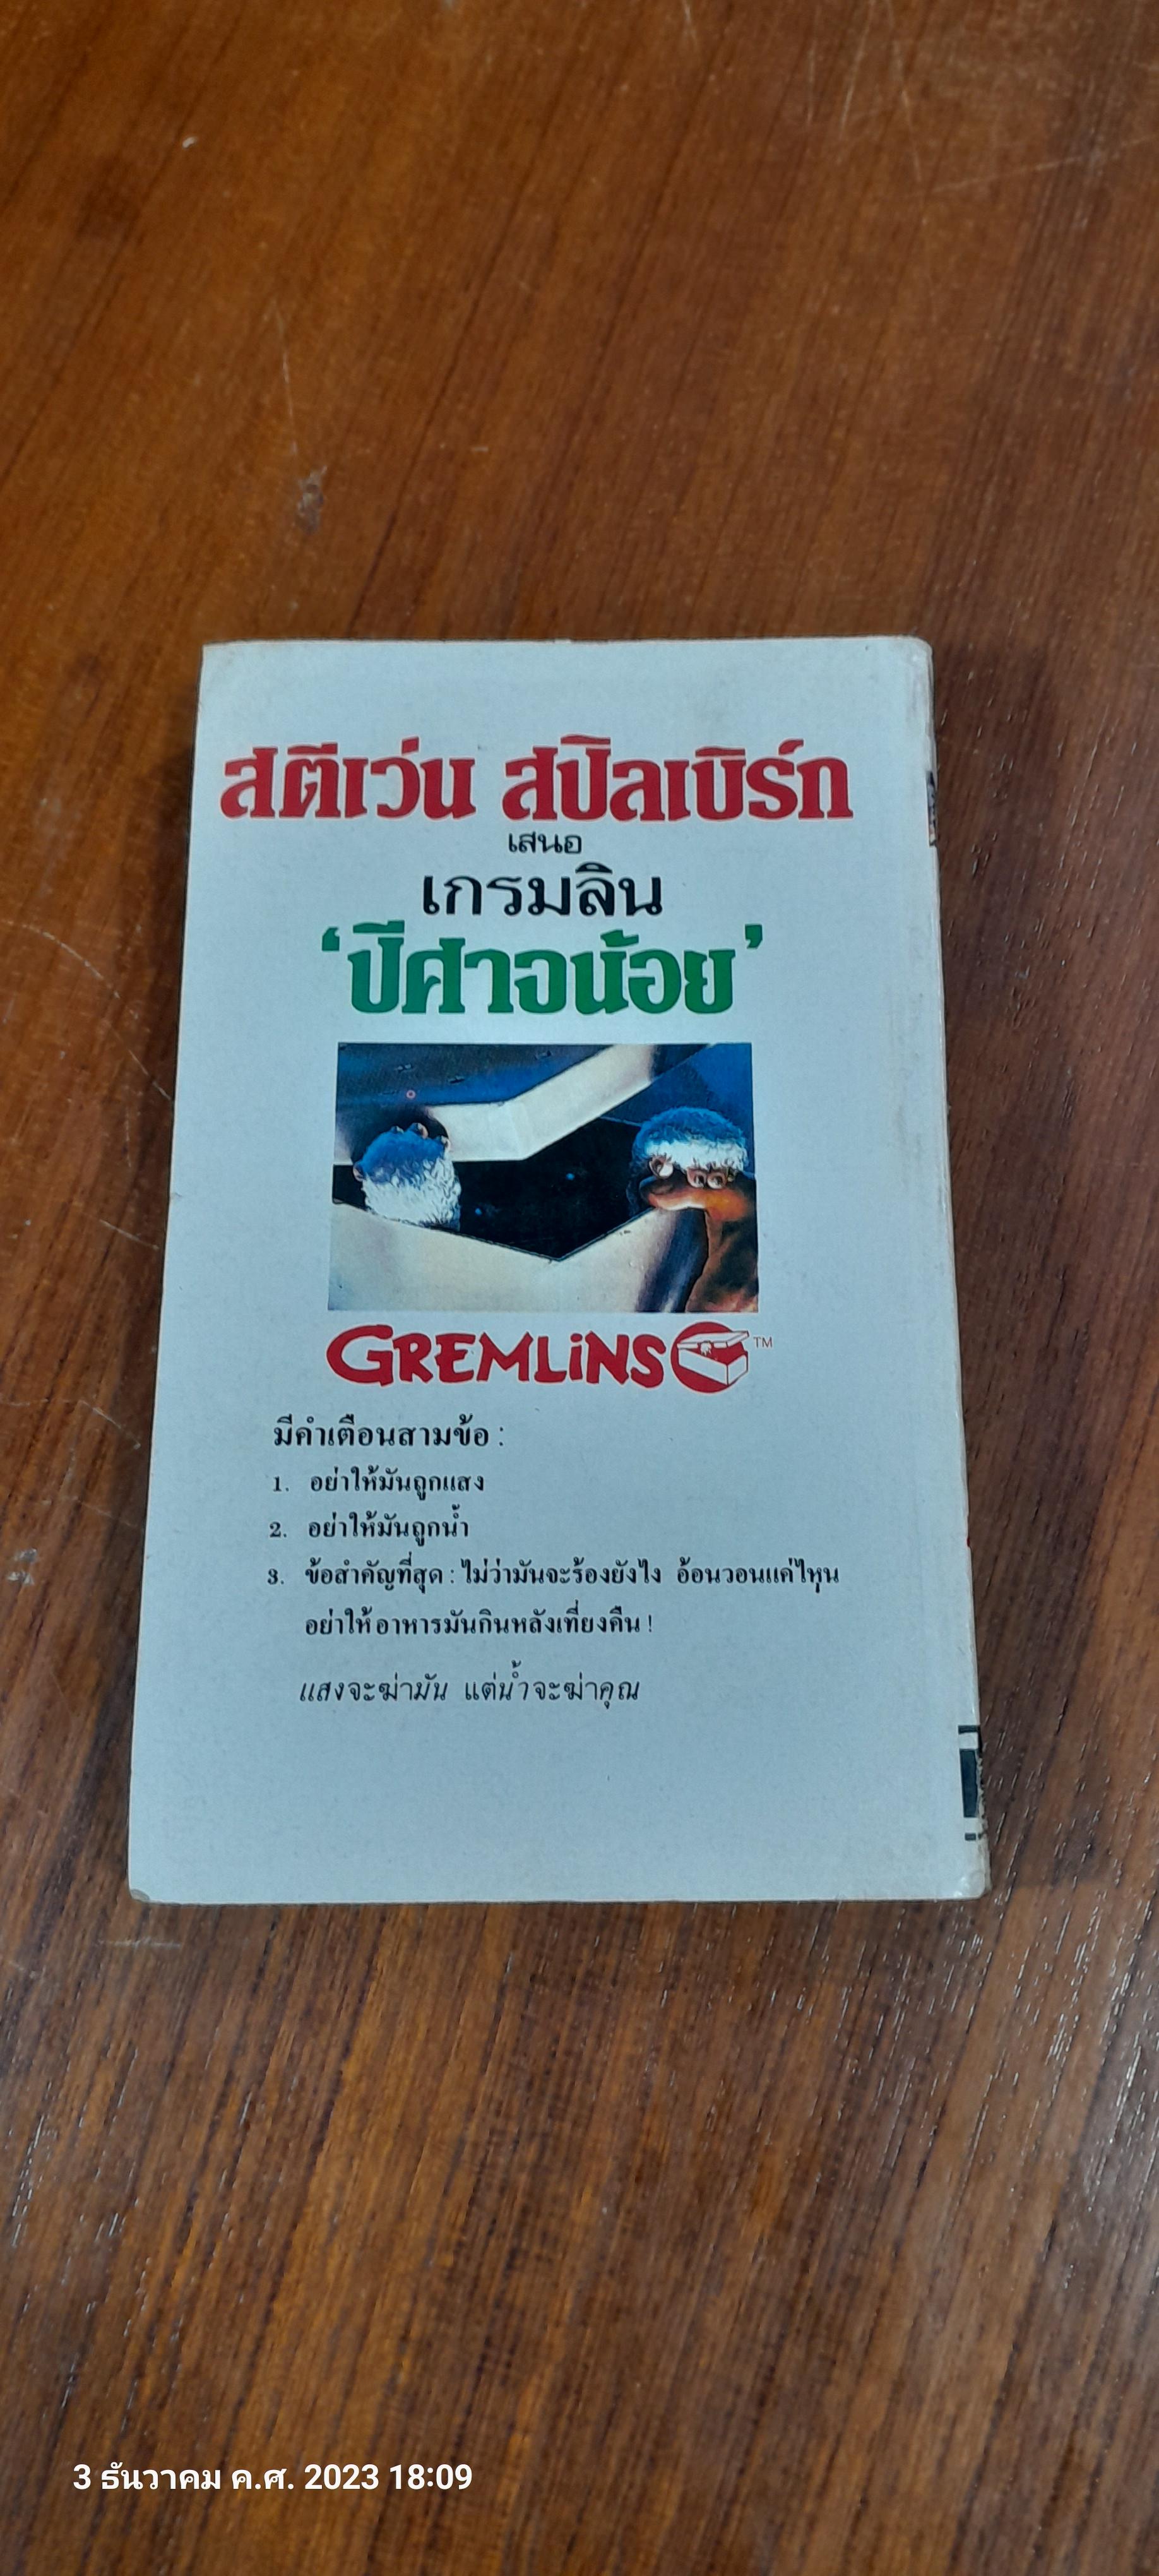 สตีเว่น สปิลเบิร์ก
เสนอ
เกรมลิน
‘ปีศาจน้อย’
GREMLiNS TM
มีคำเตือนสามข้อ :
1. อย่าให้มันถูกแสง
2. อย่าให้มันถูกน้ำ
3. ข้อสำคัญที่สุด : ไม่ว่ามันจะร้องยังไง อ้อนวอนแค่ไหุน
อย่าให้อาหารมันกินหลังเที่ยงคืน !
แสงจะฆ่ามัน แต่น้ำจะฆ่าคุณ
3 ธันวาคม ค.ศ. 2023 18:09